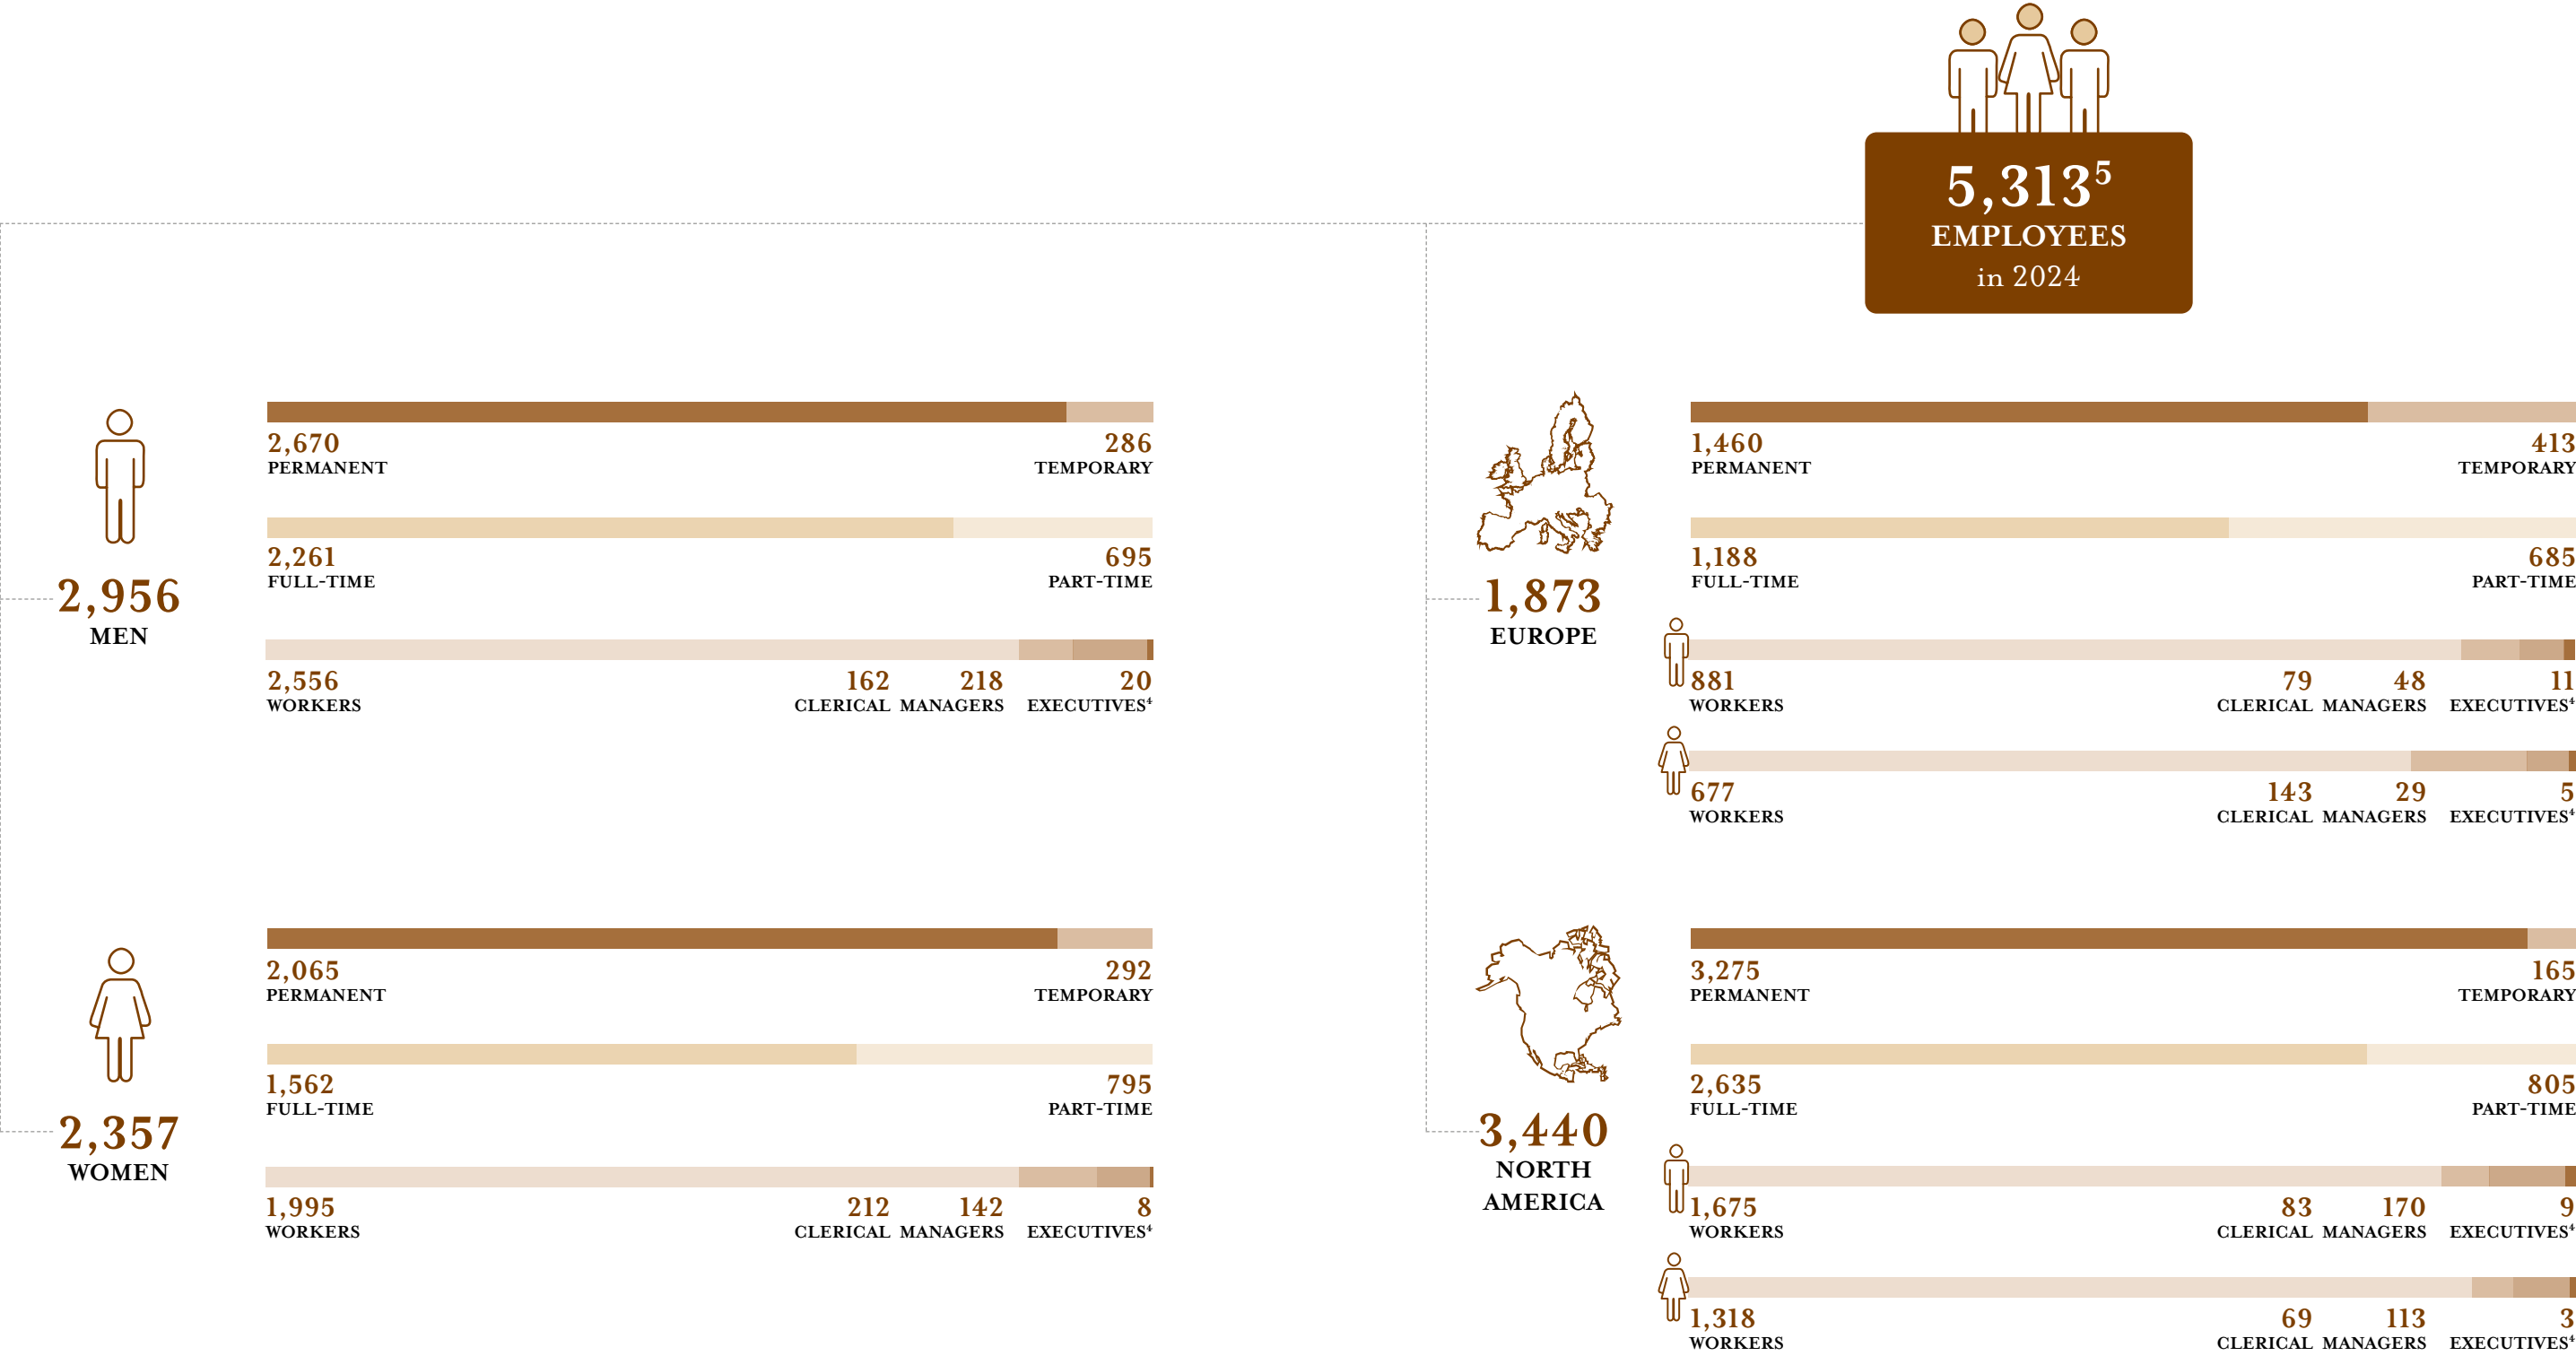 5,313⁵
EMPLOYEES
in 2024
2,956
MEN
2,670 286
PERMANENT TEMPORARY
2,261 695
FULL-TIME PART-TIME
2,556 162 218 20
WORKERS CLERICAL MANAGERS EXECUTIVES⁴
2,357
WOMEN
2,065 292
PERMANENT TEMPORARY
1,562 795
FULL-TIME PART-TIME
1,995 212 142 8
WORKERS CLERICAL MANAGERS EXECUTIVES⁴
1,873
EUROPE
1,460 413
PERMANENT TEMPORARY
1,188 685
FULL-TIME PART-TIME
881 79 48 11
WORKERS CLERICAL MANAGERS EXECUTIVES⁴
677 143 29 5
WORKERS CLERICAL MANAGERS EXECUTIVES⁴
3,440
NORTH
AMERICA
3,275 165
PERMANENT TEMPORARY
2,635 805
FULL-TIME PART-TIME
1,675 83 170 9
WORKERS CLERICAL MANAGERS EXECUTIVES⁴
1,318 69 113 3
WORKERS CLERICAL MANAGERS EXECUTIVES⁴